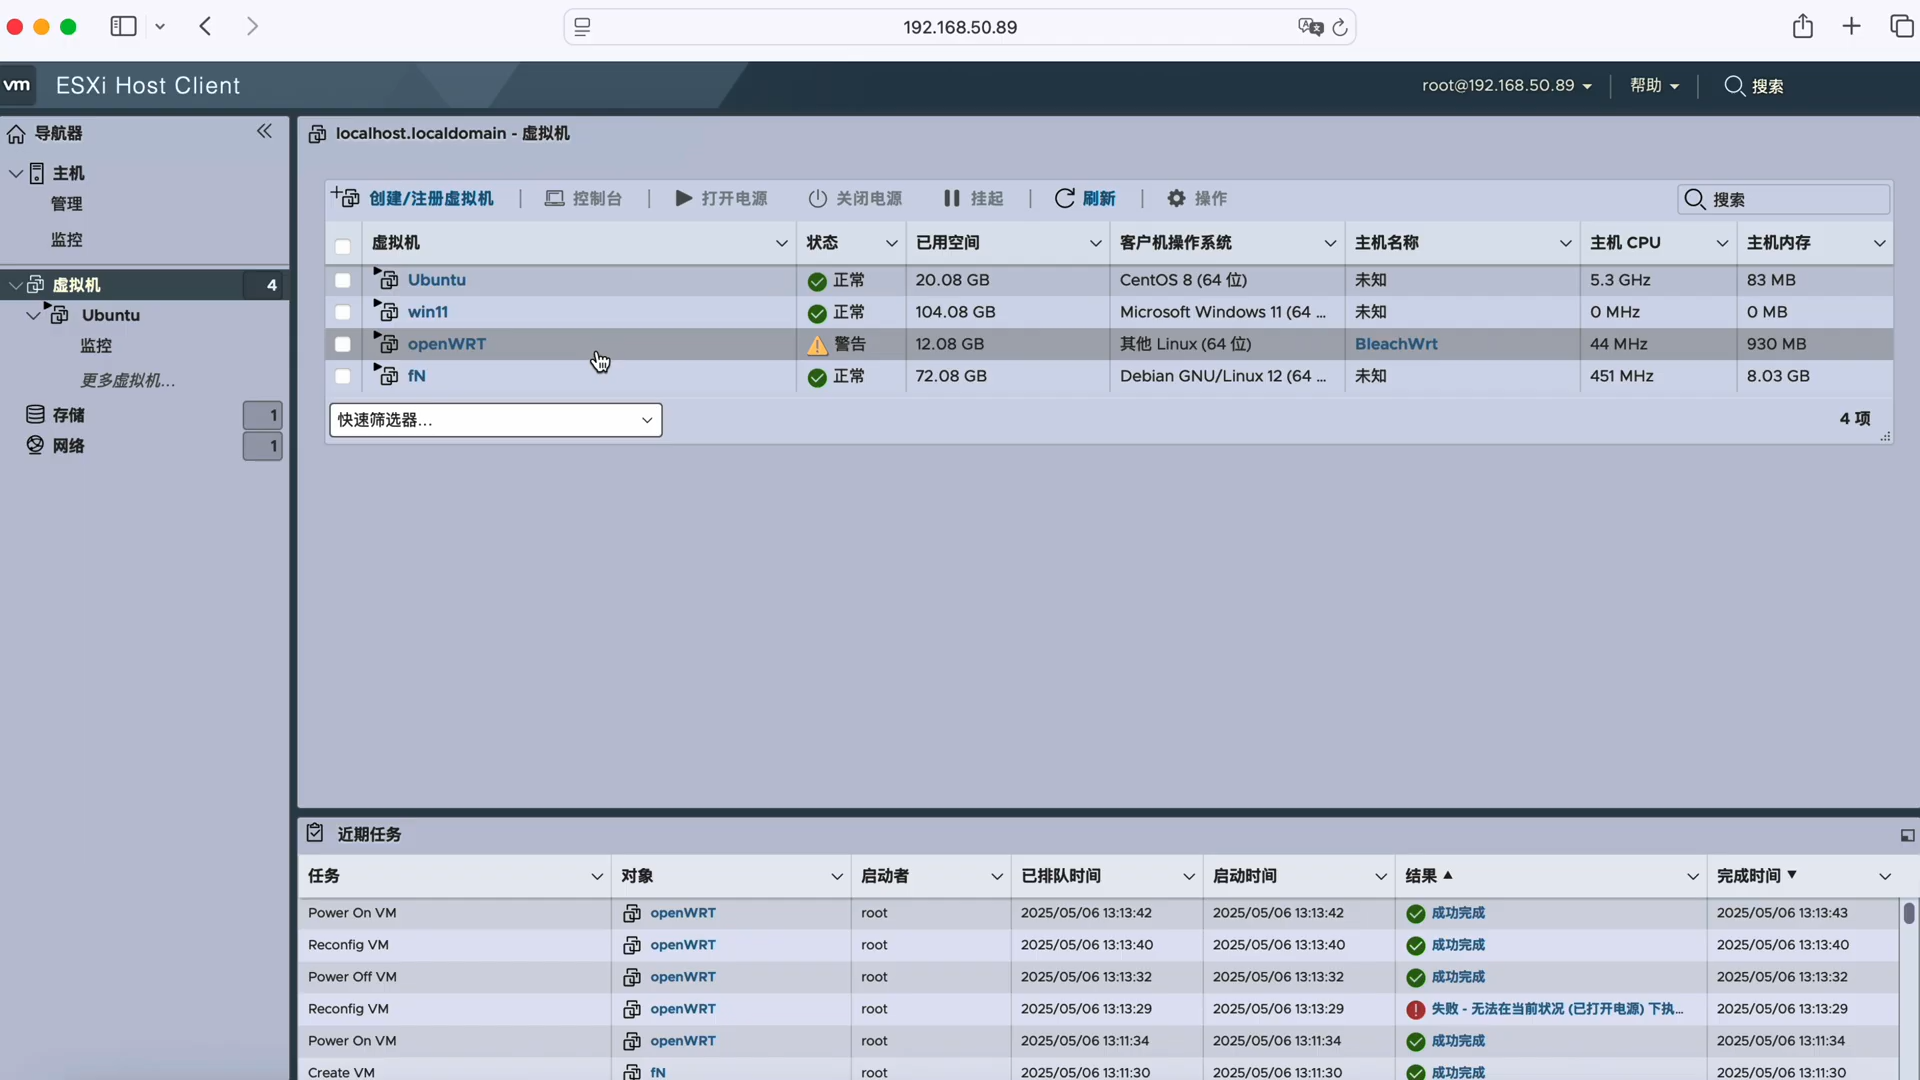 192.168.50.89
vm ESXi Host Client root@192.168.50.89 帮助 搜索
导航器
主机
管理
监控
虚拟机 4
Ubuntu
监控
更多虚拟机...
存储 1
网络 1
localhost.localdomain - 虚拟机
创建/注册虚拟机 | 控制台 | 打开电源 关闭电源 挂起 | 刷新 | 操作 搜索
虚拟机 状态 已用空间 客户机操作系统 主机名称 主机 CPU 主机内存
Ubuntu 正常 20.08 GB CentOS 8 (64 位) 未知 5.3 GHz 83 MB
win11 正常 104.08 GB Microsoft Windows 11 (64 ... 未知 0 MHz 0 MB
openWRT 警告 12.08 GB 其他 Linux (64 位) BleachWrt 44 MHz 930 MB
fN 正常 72.08 GB Debian GNU/Linux 12 (64 ... 未知 451 MHz 8.03 GB
快速筛选器... 4 项
近期任务
任务 对象 启动者 已排队时间 启动时间 结果 ▲ 完成时间 ▼
Power On VM openWRT root 2025/05/06 13:13:42 2025/05/06 13:13:42 成功完成 2025/05/06 13:13:43
Reconfig VM openWRT root 2025/05/06 13:13:40 2025/05/06 13:13:40 成功完成 2025/05/06 13:13:40
Power Off VM openWRT root 2025/05/06 13:13:32 2025/05/06 13:13:32 成功完成 2025/05/06 13:13:32
Reconfig VM openWRT root 2025/05/06 13:13:29 2025/05/06 13:13:29 失败 - 无法在当前状况 (已打开电源) 下执... 2025/05/06 13:13:29
Power On VM openWRT root 2025/05/06 13:11:34 2025/05/06 13:11:34 成功完成 2025/05/06 13:11:34
Create VM fN root 2025/05/06 13:11:30 2025/05/06 13:11:30 成功完成 2025/05/06 13:11:30